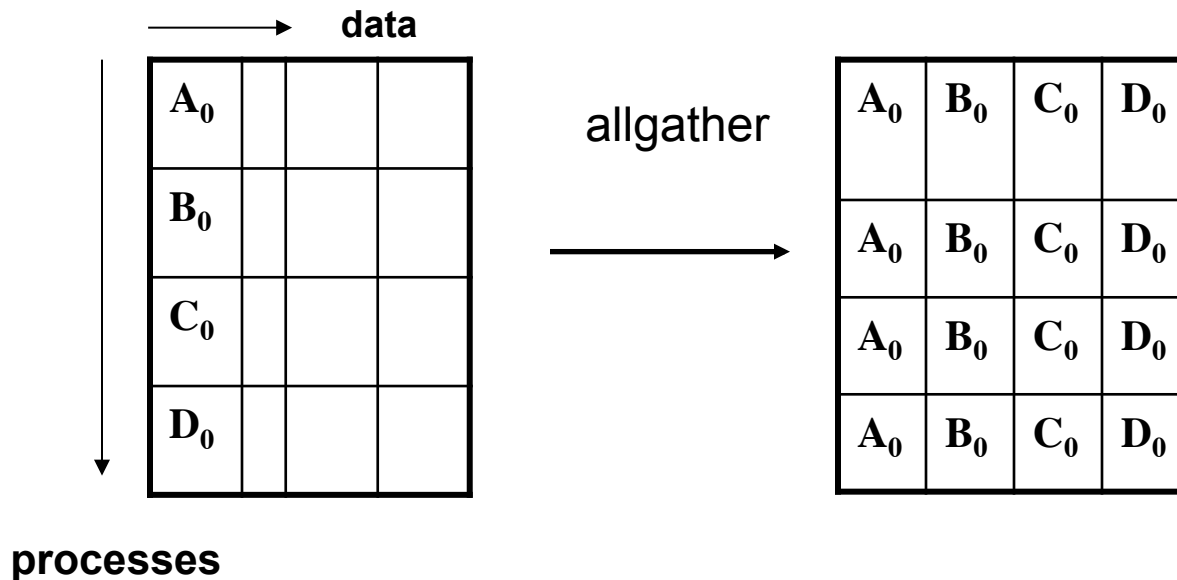 data
A₀
B₀
C₀
D₀
processes
allgather
A₀ B₀ C₀ D₀
A₀ B₀ C₀ D₀
A₀ B₀ C₀ D₀
A₀ B₀ C₀ D₀